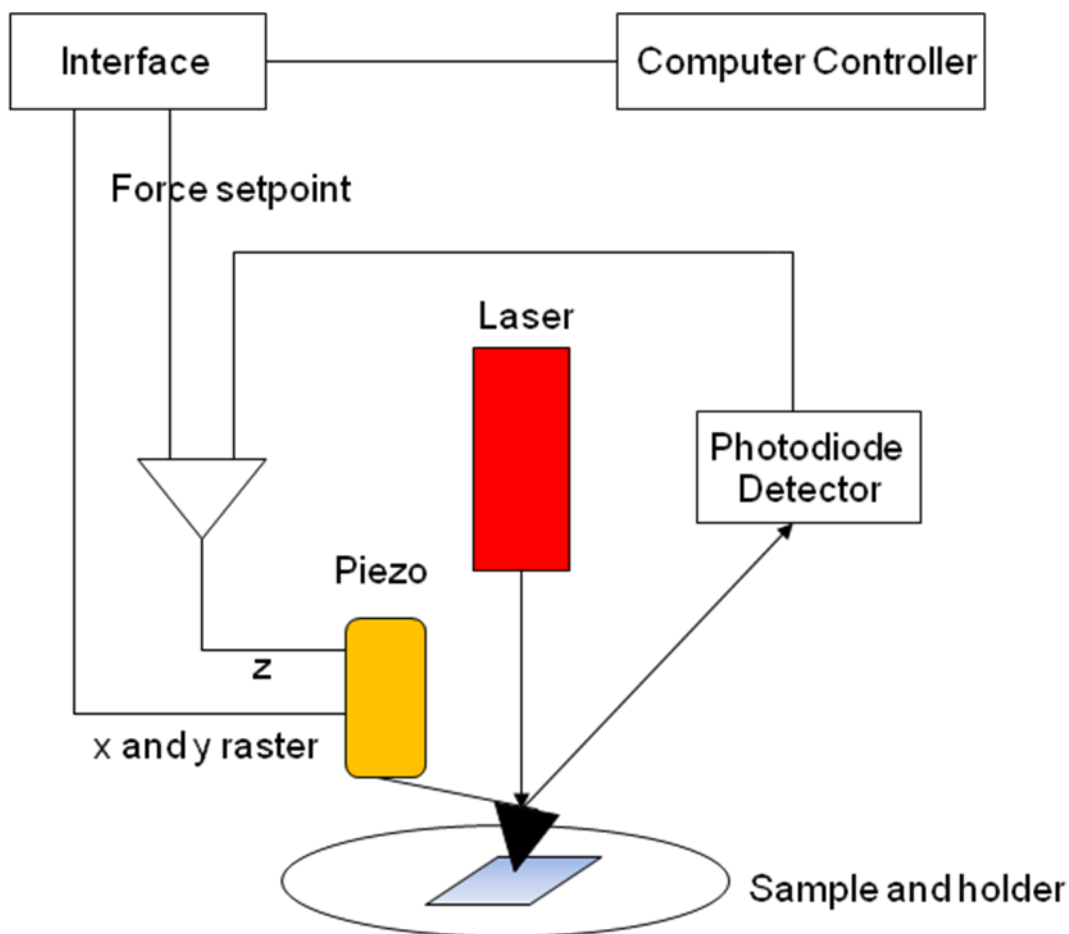 Interface
Computer Controller
Force setpoint
Laser
Photodiode
Detector
Piezo
z
x and y raster
Sample and holder